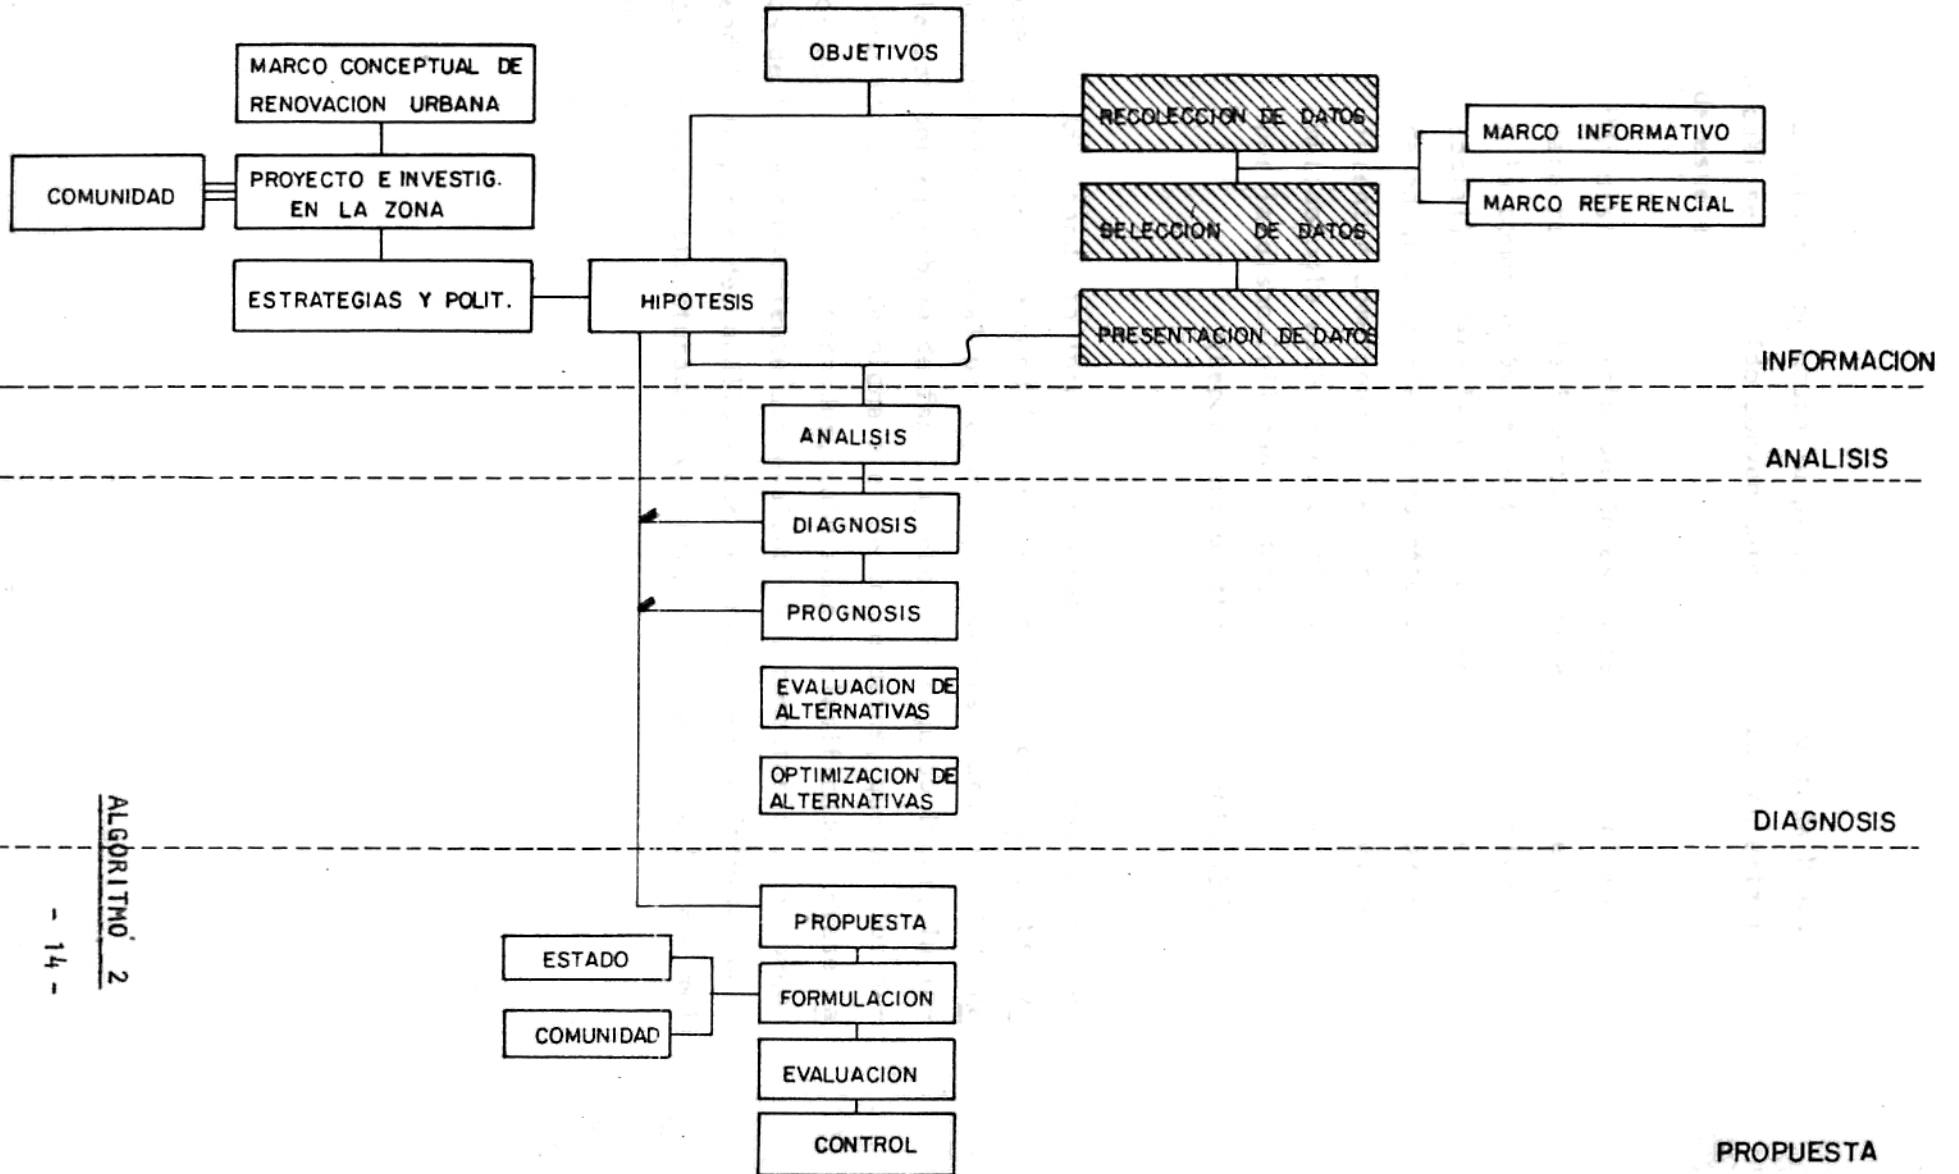 OBJETIVOS
MARCO CONCEPTUAL DE
RENOVACION URBANA
RECOLECCION DE DATOS
MARCO INFORMATIVO
COMUNIDAD
PROYECTO E INVESTIG.
EN LA ZONA
SELECCIÓN DE DATOS
MARCO REFERENCIAL
ESTRATEGIAS Y POLIT.
HIPOTESIS
PRESENTACION DE DATOS
INFORMACION
ANALISIS
ANALISIS
DIAGNOSIS
PROGNOSIS
EVALUACION DE
ALTERNATIVAS
OPTIMIZACION DE
ALTERNATIVAS
DIAGNOSIS
PROPUESTA
ESTADO
FORMULACION
COMUNIDAD
EVALUACION
CONTROL
PROPUESTA
ALGORITMO 2
- 14 -